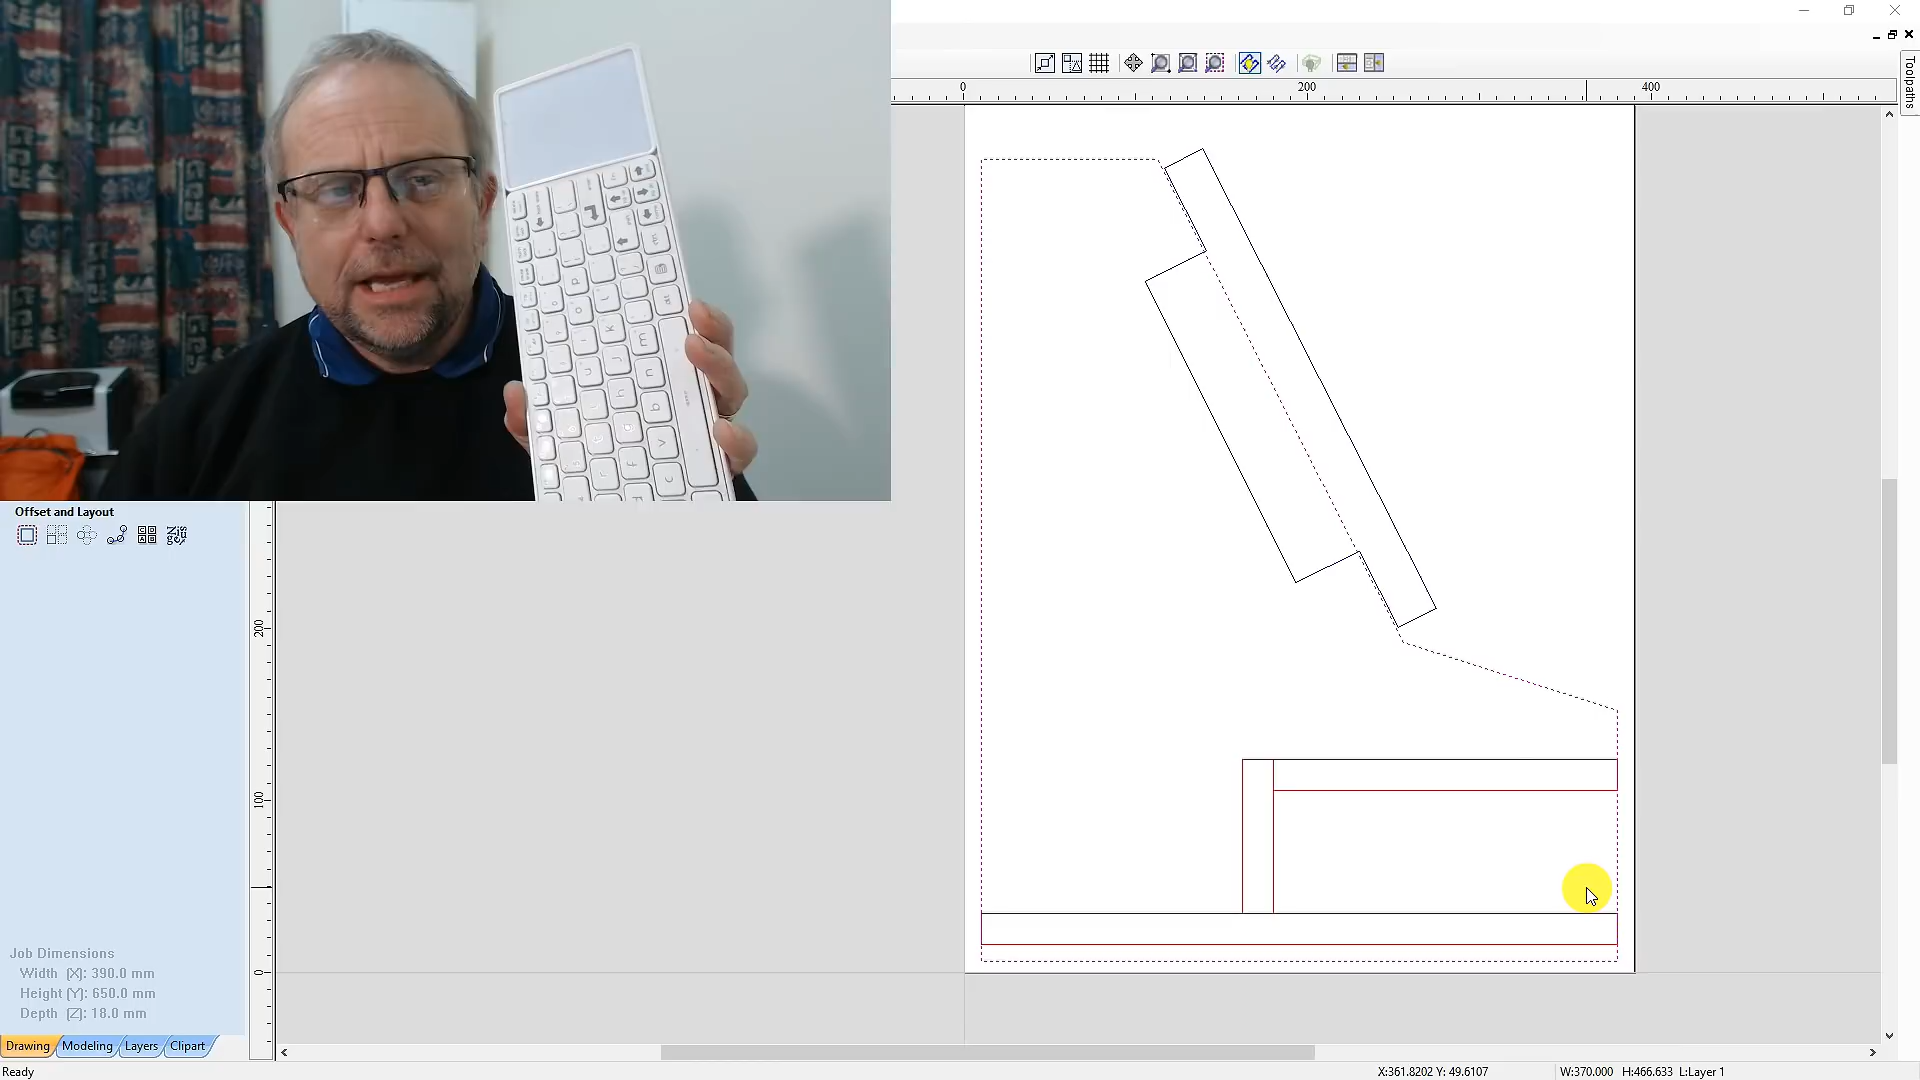 Toolpaths
0
200
400
Offset and Layout
200
100
0
Job Dimensions
Width (X): 390.0 mm
Height (Y): 650.0 mm
Depth (Z): 18.0 mm
Drawing
Modeling
Layers
Clipart
Ready
X:361.8202 Y: 49.6107
W:370.000 H:466.633 L:Layer 1
alt
p
o
l
k
m
i
j
n
u
h
b
v
f
c
r